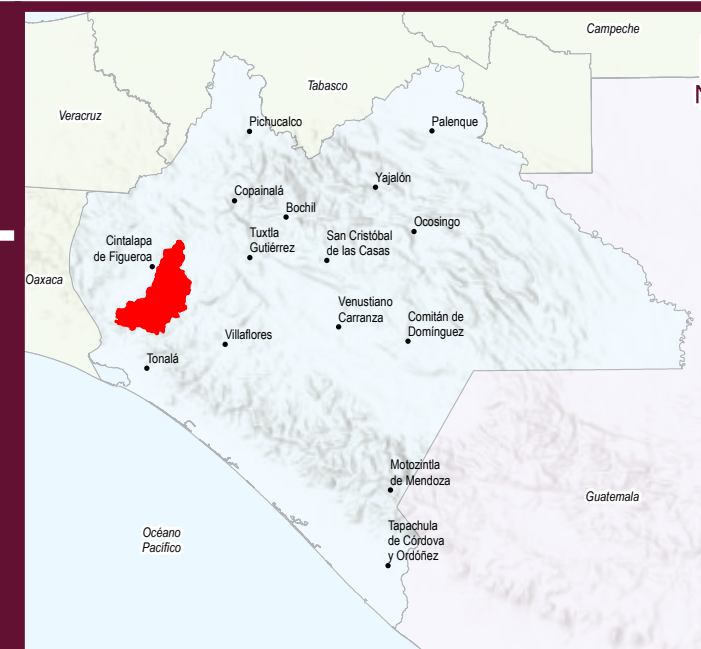 Campeche
Tabasco
N
Veracruz
Pichucalco
Palenque
Yajalón
Copainalá
Bochil
Ocosingo
Tuxtla
Gutiérrez
San Cristóbal
de las Casas
Cintalapa
de Figueroa
Oaxaca
Venustiano
Carranza
Comitán de
Domínguez
Villaflores
Tonalá
Motozintla
de Mendoza
Guatemala
Tapachula
de Córdova
y Ordóñez
Océano
Pacifico